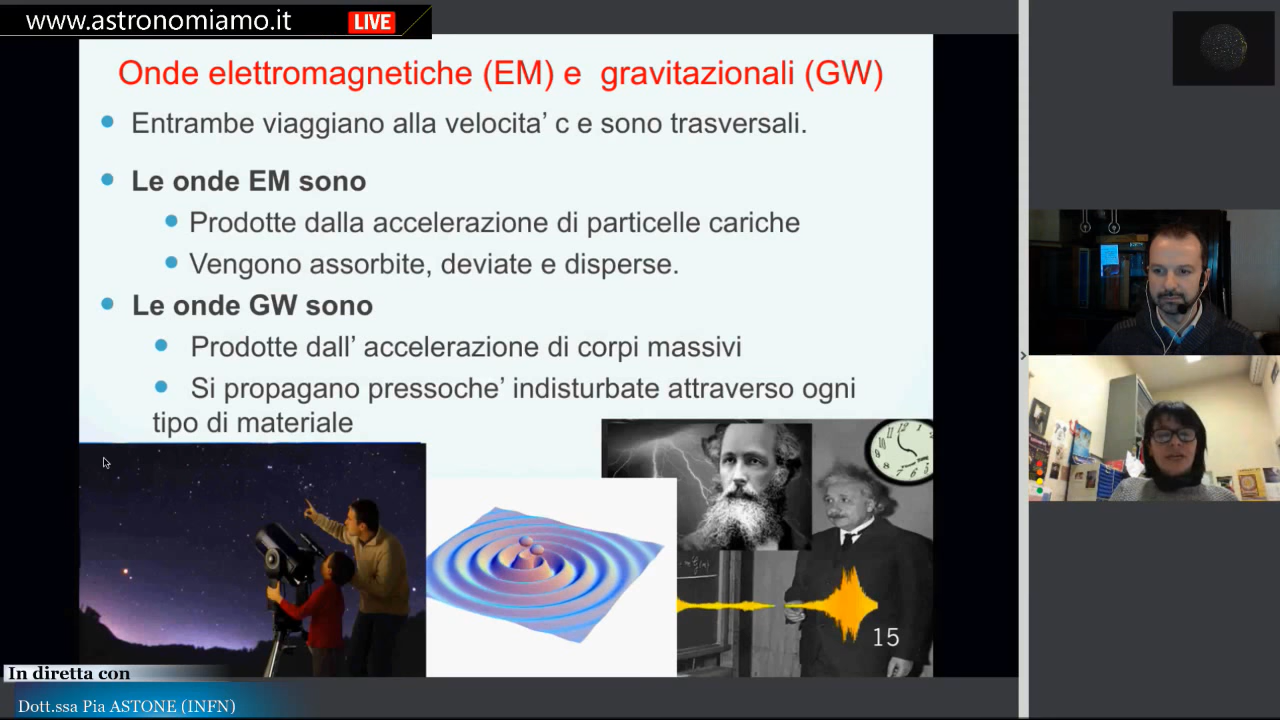 www.astronomiamo.it LIVE
Onde elettromagnetiche (EM) e gravitazionali (GW)
Entrambe viaggiano alla velocita’ c e sono trasversali.
Le onde EM sono
Prodotte dalla accelerazione di particelle cariche
Vengono assorbite, deviate e disperse.
Le onde GW sono
Prodotte dall’ accelerazione di corpi massivi
Si propagano pressoche’ indisturbate attraverso ogni
tipo di materiale
15
In diretta con
Dott.ssa Pia ASTONE (INFN)